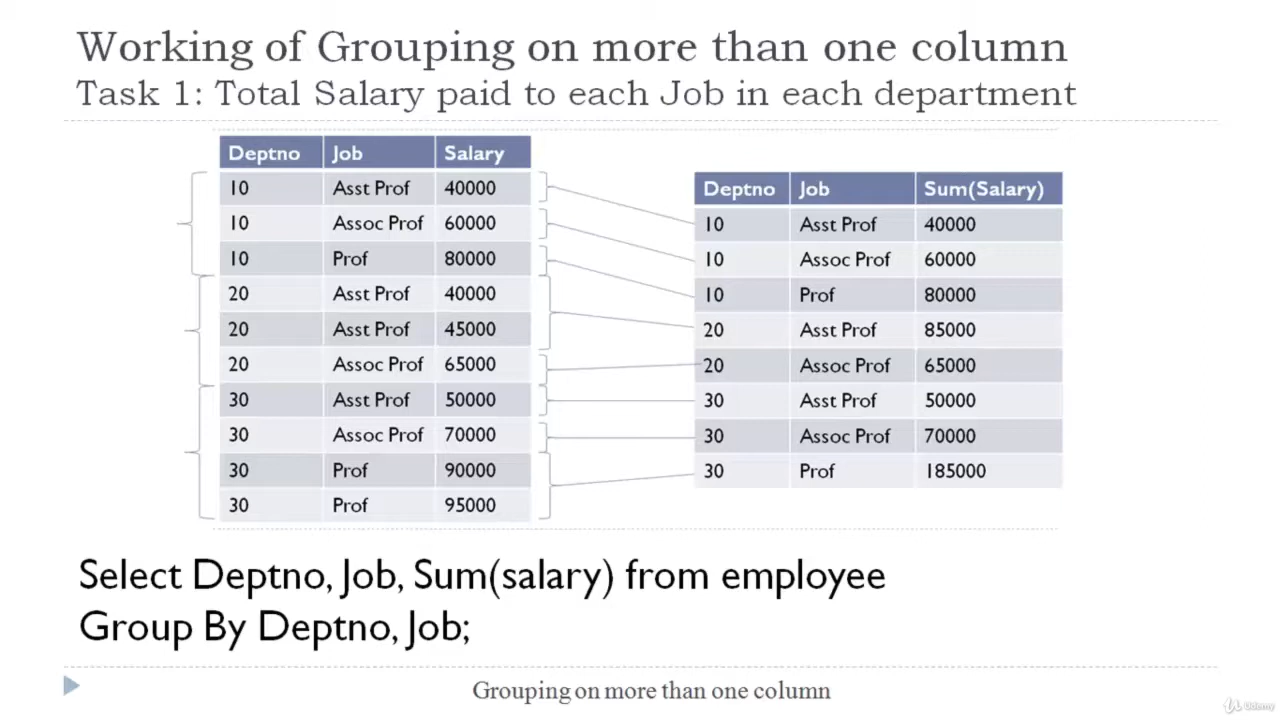 Working of Grouping on more than one column
Task 1: Total Salary paid to each Job in each department
Deptno Job Salary
10 Asst Prof 40000
10 Assoc Prof 60000
10 Prof 80000
20 Asst Prof 40000
20 Asst Prof 45000
20 Assoc Prof 65000
30 Asst Prof 50000
30 Assoc Prof 70000
30 Prof 90000
30 Prof 95000
Deptno Job Sum(Salary)
10 Asst Prof 40000
10 Assoc Prof 60000
10 Prof 80000
20 Asst Prof 85000
20 Assoc Prof 65000
30 Asst Prof 50000
30 Assoc Prof 70000
30 Prof 185000
Select Deptno, Job, Sum(salary) from employee
Group By Deptno, Job;
Grouping on more than one column
Udemy